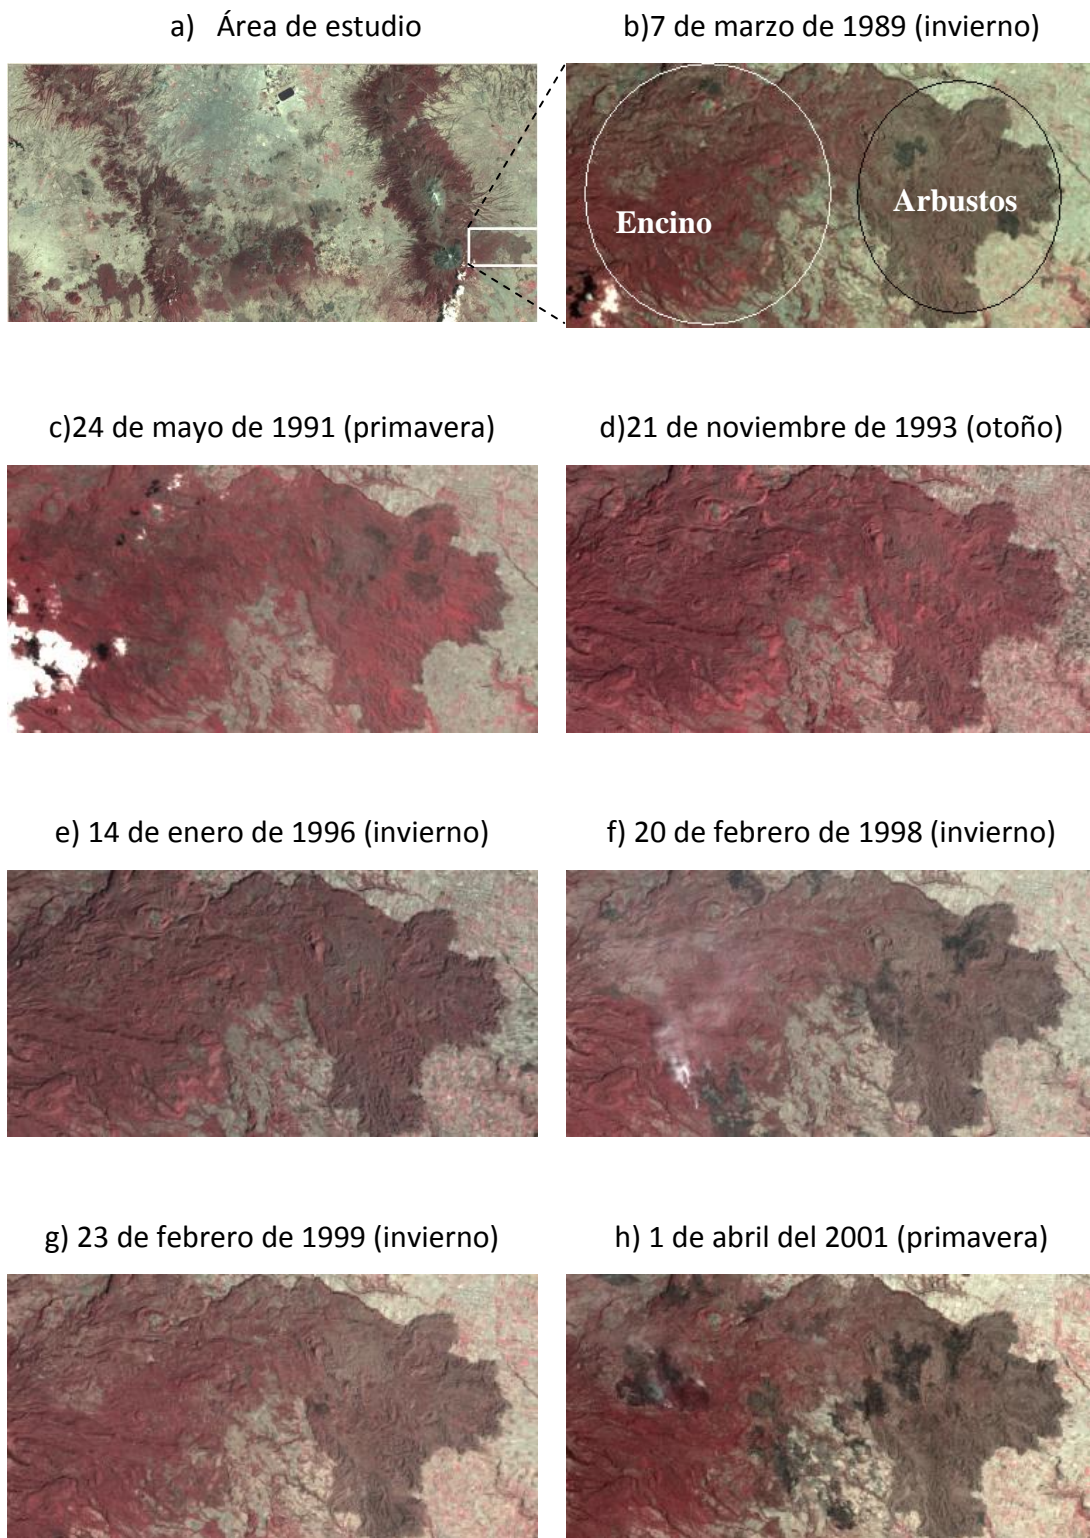 a) Área de estudio
b)7 de marzo de 1989 (invierno)
Encino
Arbustos
c)24 de mayo de 1991 (primavera)
d)21 de noviembre de 1993 (otoño)
e) 14 de enero de 1996 (invierno)
f) 20 de febrero de 1998 (invierno)
g) 23 de febrero de 1999 (invierno)
h) 1 de abril del 2001 (primavera)